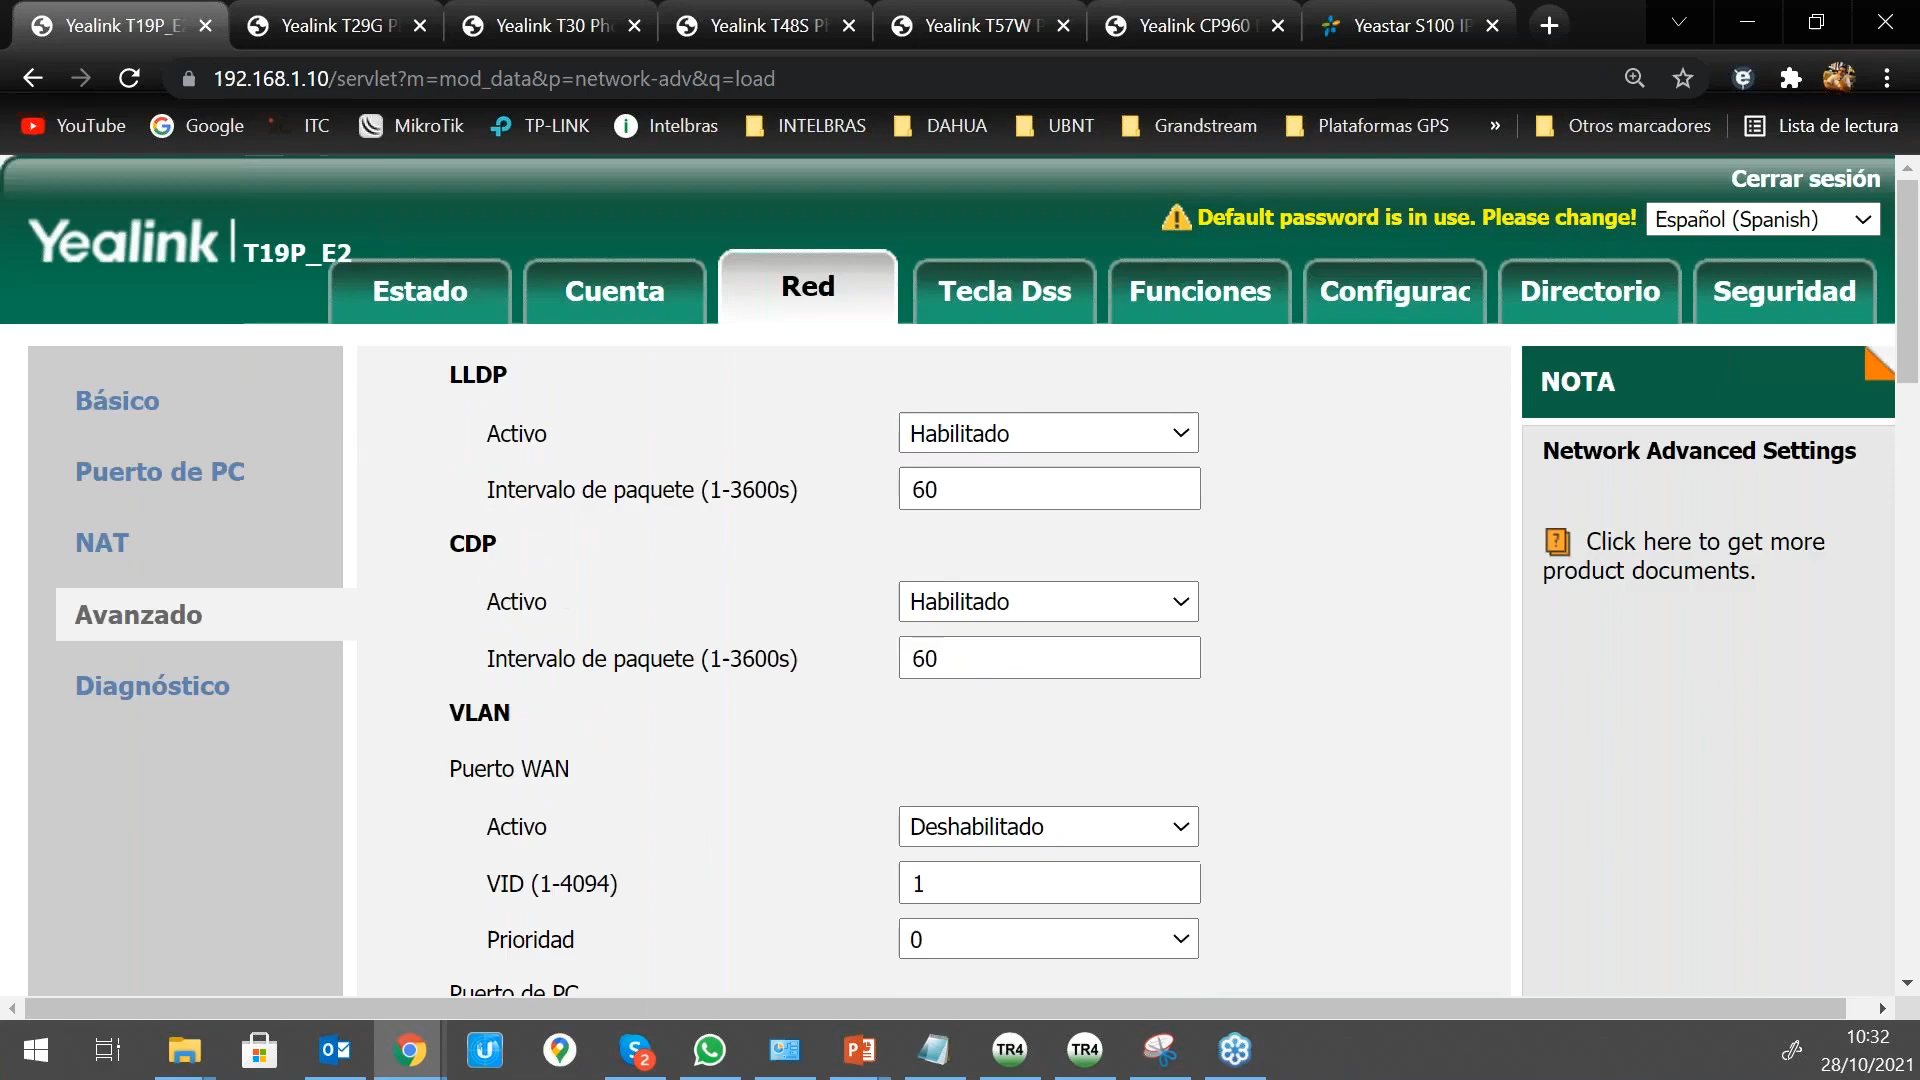 Yealink T19P_E2
Yealink T29G P
Yealink T30 Pho
Yealink T48S Ph
Yealink T57W P
Yealink CP960
Yeastar S100 IP
192.168.1.10/servlet?m=mod_data&p=network-adv&q=load
YouTube
Google
ITC
MikroTik
TP-LINK
Intelbras
INTELBRAS
DAHUA
UBNT
Grandstream
Plataformas GPS
»
Otros marcadores
Lista de lectura
Cerrar sesión
Default password is in use. Please change!
Español (Spanish)
Yealink | T19P_E2
Estado
Cuenta
Red
Tecla Dss
Funciones
Configurac
Directorio
Seguridad
Básico
Puerto de PC
NAT
Avanzado
Diagnóstico
LLDP
Activo
Habilitado
Intervalo de paquete (1-3600s)
60
CDP
Activo
Habilitado
Intervalo de paquete (1-3600s)
60
VLAN
Puerto WAN
Activo
Deshabilitado
VID (1-4094)
1
Prioridad
0
Puerto de PC
NOTA
Network Advanced Settings
Click here to get more
product documents.
2
TR4
TR4
10:32
28/10/2021